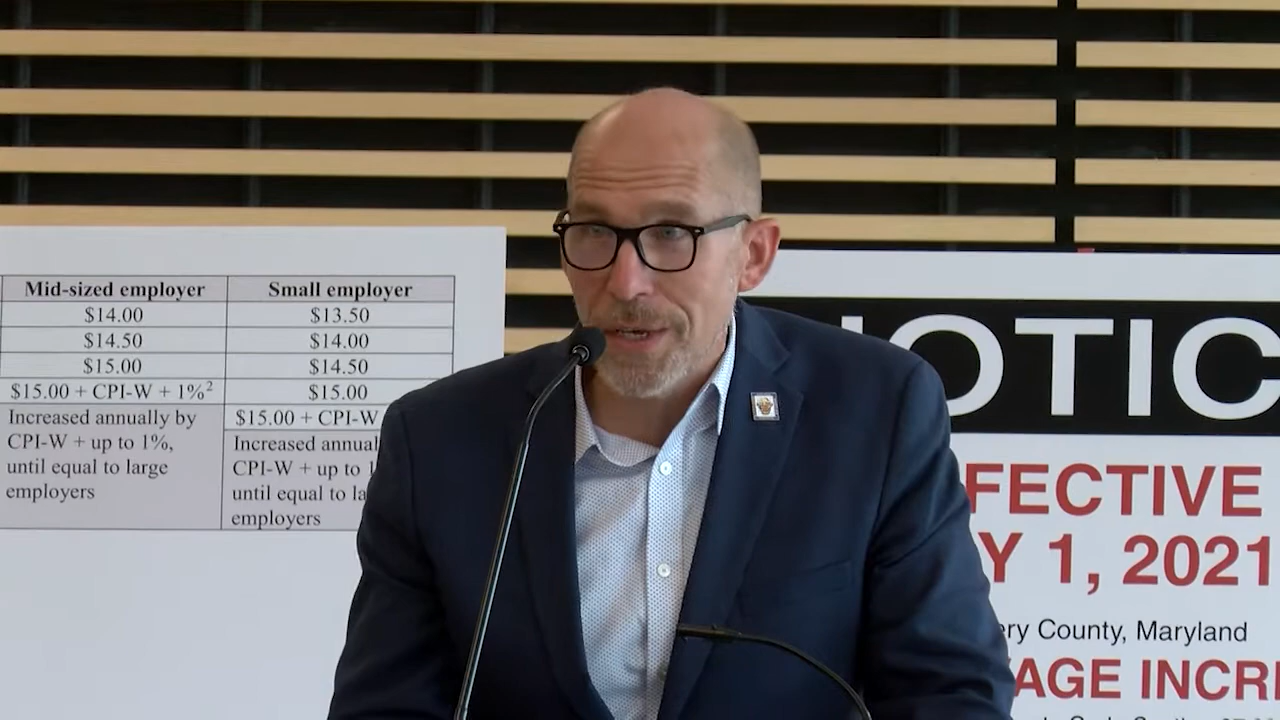 Mid-sized employer Small employer
$14.00 $13.50
$14.50 $14.00
$15.00 $14.50
$15.00 + CPI-W + 1%² $15.00
Increased annually by
CPI-W + up to 1%,
until equal to large
employers
$15.00 + CPI-W
Increased annual
CPI-W + up to 1
until equal to la
employers
OTIC
FECTIVE
Y 1, 2021
ery County, Maryland
AGE INCR